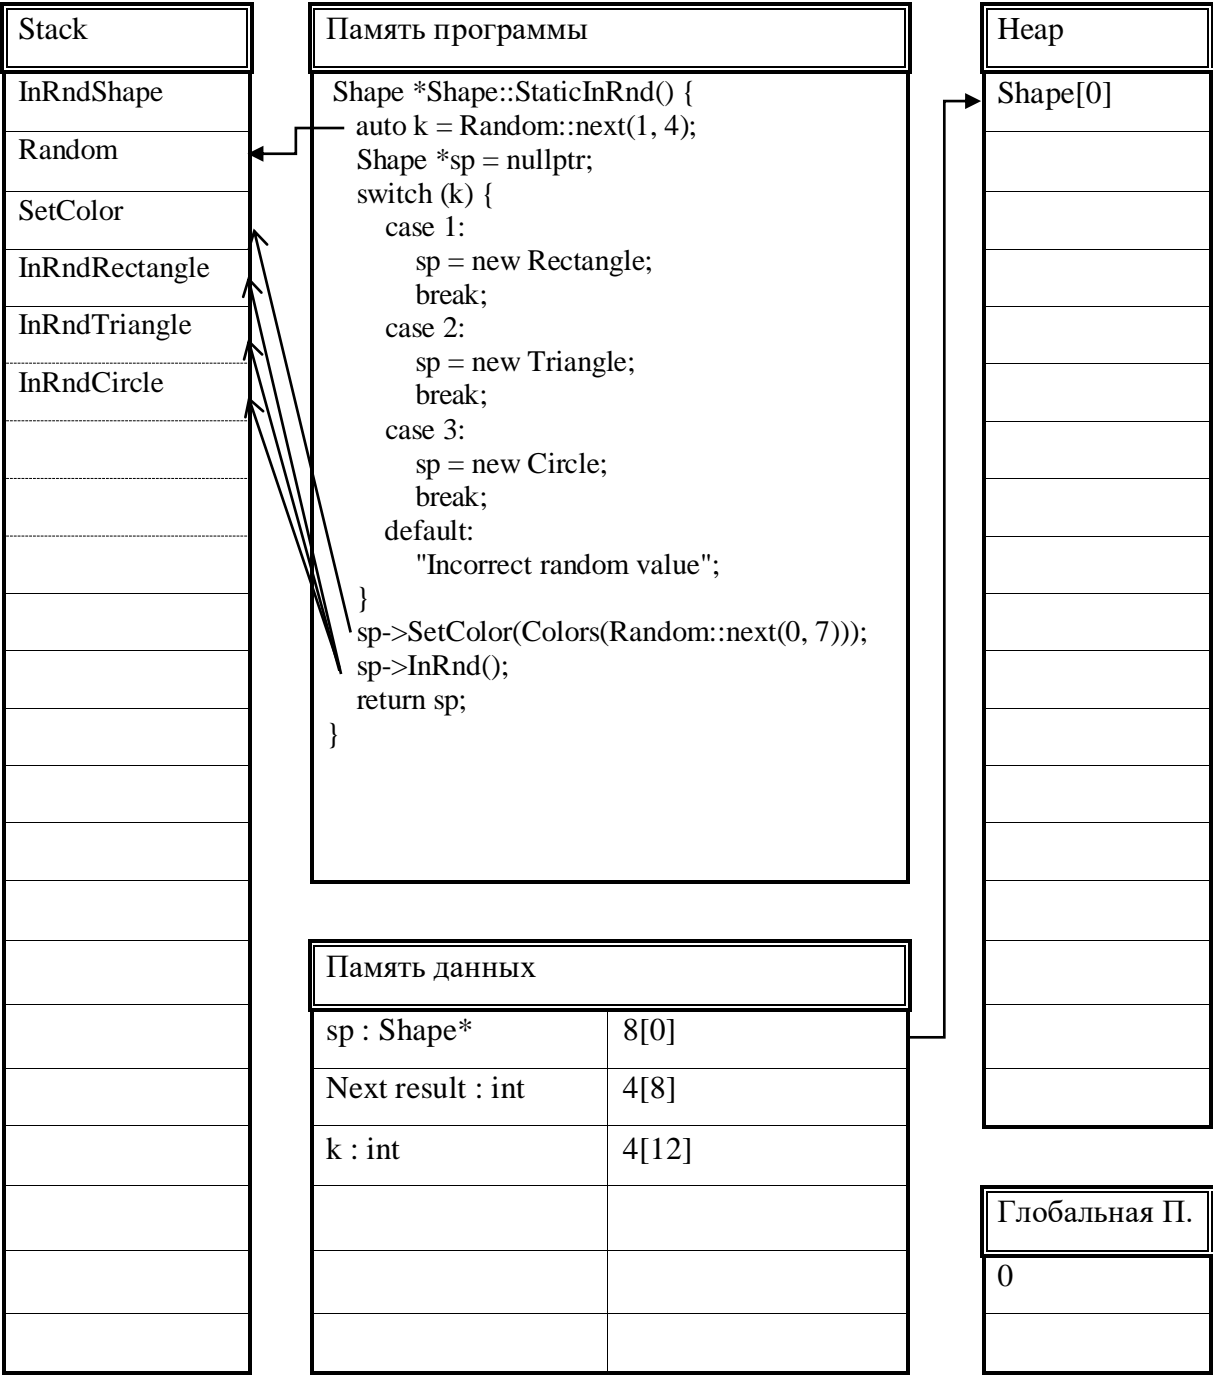 Stack
InRndShape
Random
SetColor
InRndRectangle
InRndTriangle
InRndCircle
Память программы
Shape *Shape::StaticInRnd() {
auto k = Random::next(1, 4);
Shape *sp = nullptr;
switch (k) {
case 1:
sp = new Rectangle;
break;
case 2:
sp = new Triangle;
break;
case 3:
sp = new Circle;
break;
default:
"Incorrect random value";
}
sp->SetColor(Colors(Random::next(0, 7)));
sp->InRnd();
return sp;
}
Память данных
sp : Shape* 8[0]
Next result : int 4[8]
k : int 4[12]
Heap
Shape[0]
Глобальная П.
0